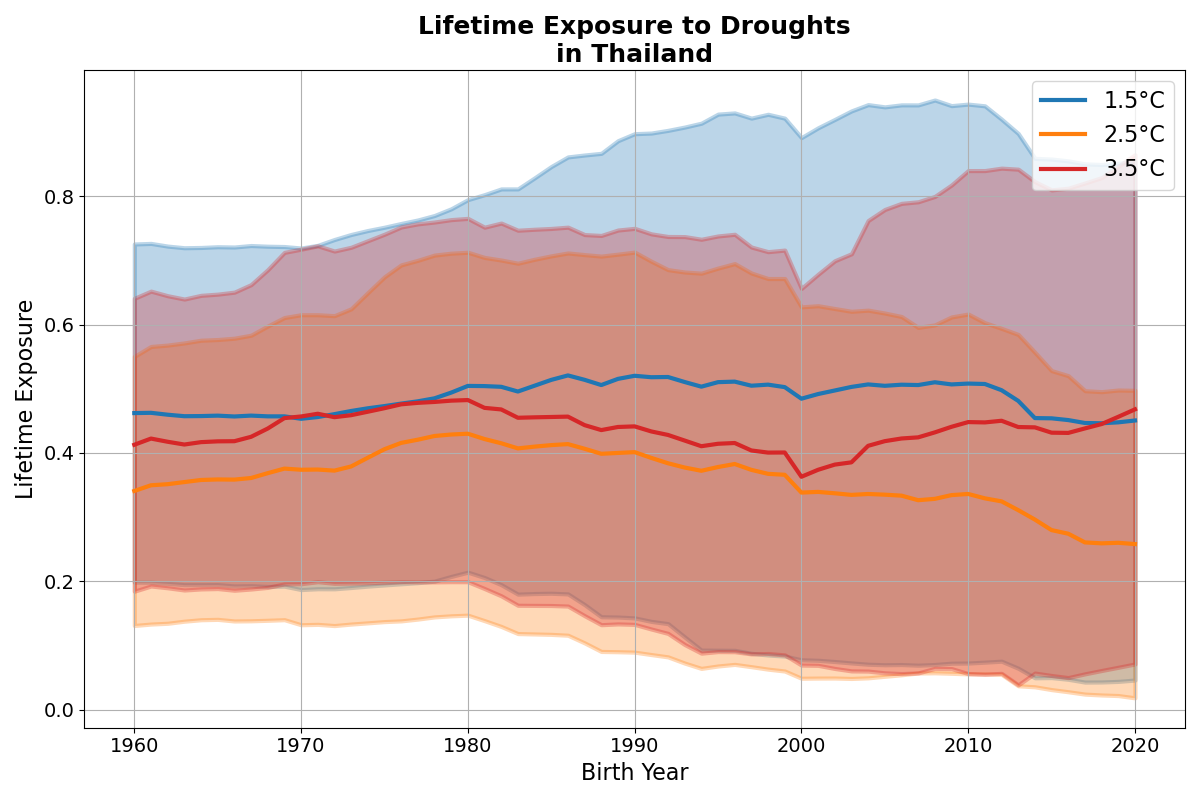 Lifetime Exposure to Droughts
in Thailand
1.5°C
2.5°C
3.5°C
Lifetime Exposure
0.8
0.6
0.4
0.2
0.0
1960 1970 1980 1990 2000 2010 2020
Birth Year